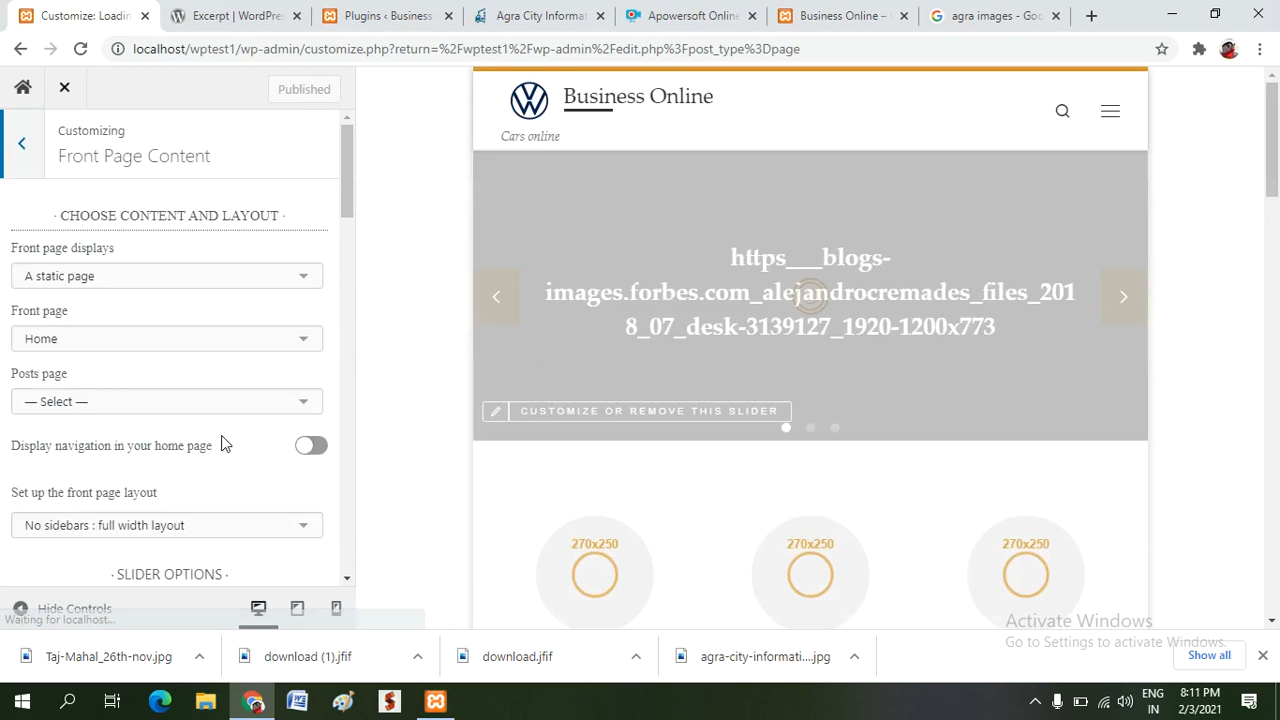 Customize: Loadin
Excerpt | WordPre
Plugins ‹ Business
Agra City Informat
Apowersoft Online
Business Online –
agra images - Goo
localhost/wptest1/wp-admin/customize.php?return=%2Fwptest1%2Fwp-admin%2Fedit.php%3Fpost_type%3Dpage
Published
Customizing
Front Page Content
· CHOOSE CONTENT AND LAYOUT ·
Front page displays
A static page
Front page
Home
Posts page
— Select —
Display navigation in your home page
Set up the front page layout
No sidebars : full width layout
· SLIDER OPTIONS ·
Hide Controls
Waiting for localhost...
Business Online
Cars online
https___blogs-
images.forbes.com_alejandrocremades_files_201
8_07_desk-3139127_1920-1200x773
CUSTOMIZE OR REMOVE THIS SLIDER
270x250 270x250 270x250
Activate Windows
Go to Settings to activate Windows.
Taj-Mahal_26th-nov.jpg
download (1).jfif
download.jfif
agra-city-informati....jpg
Show all
ENG
IN
8:11 PM
2/3/2021